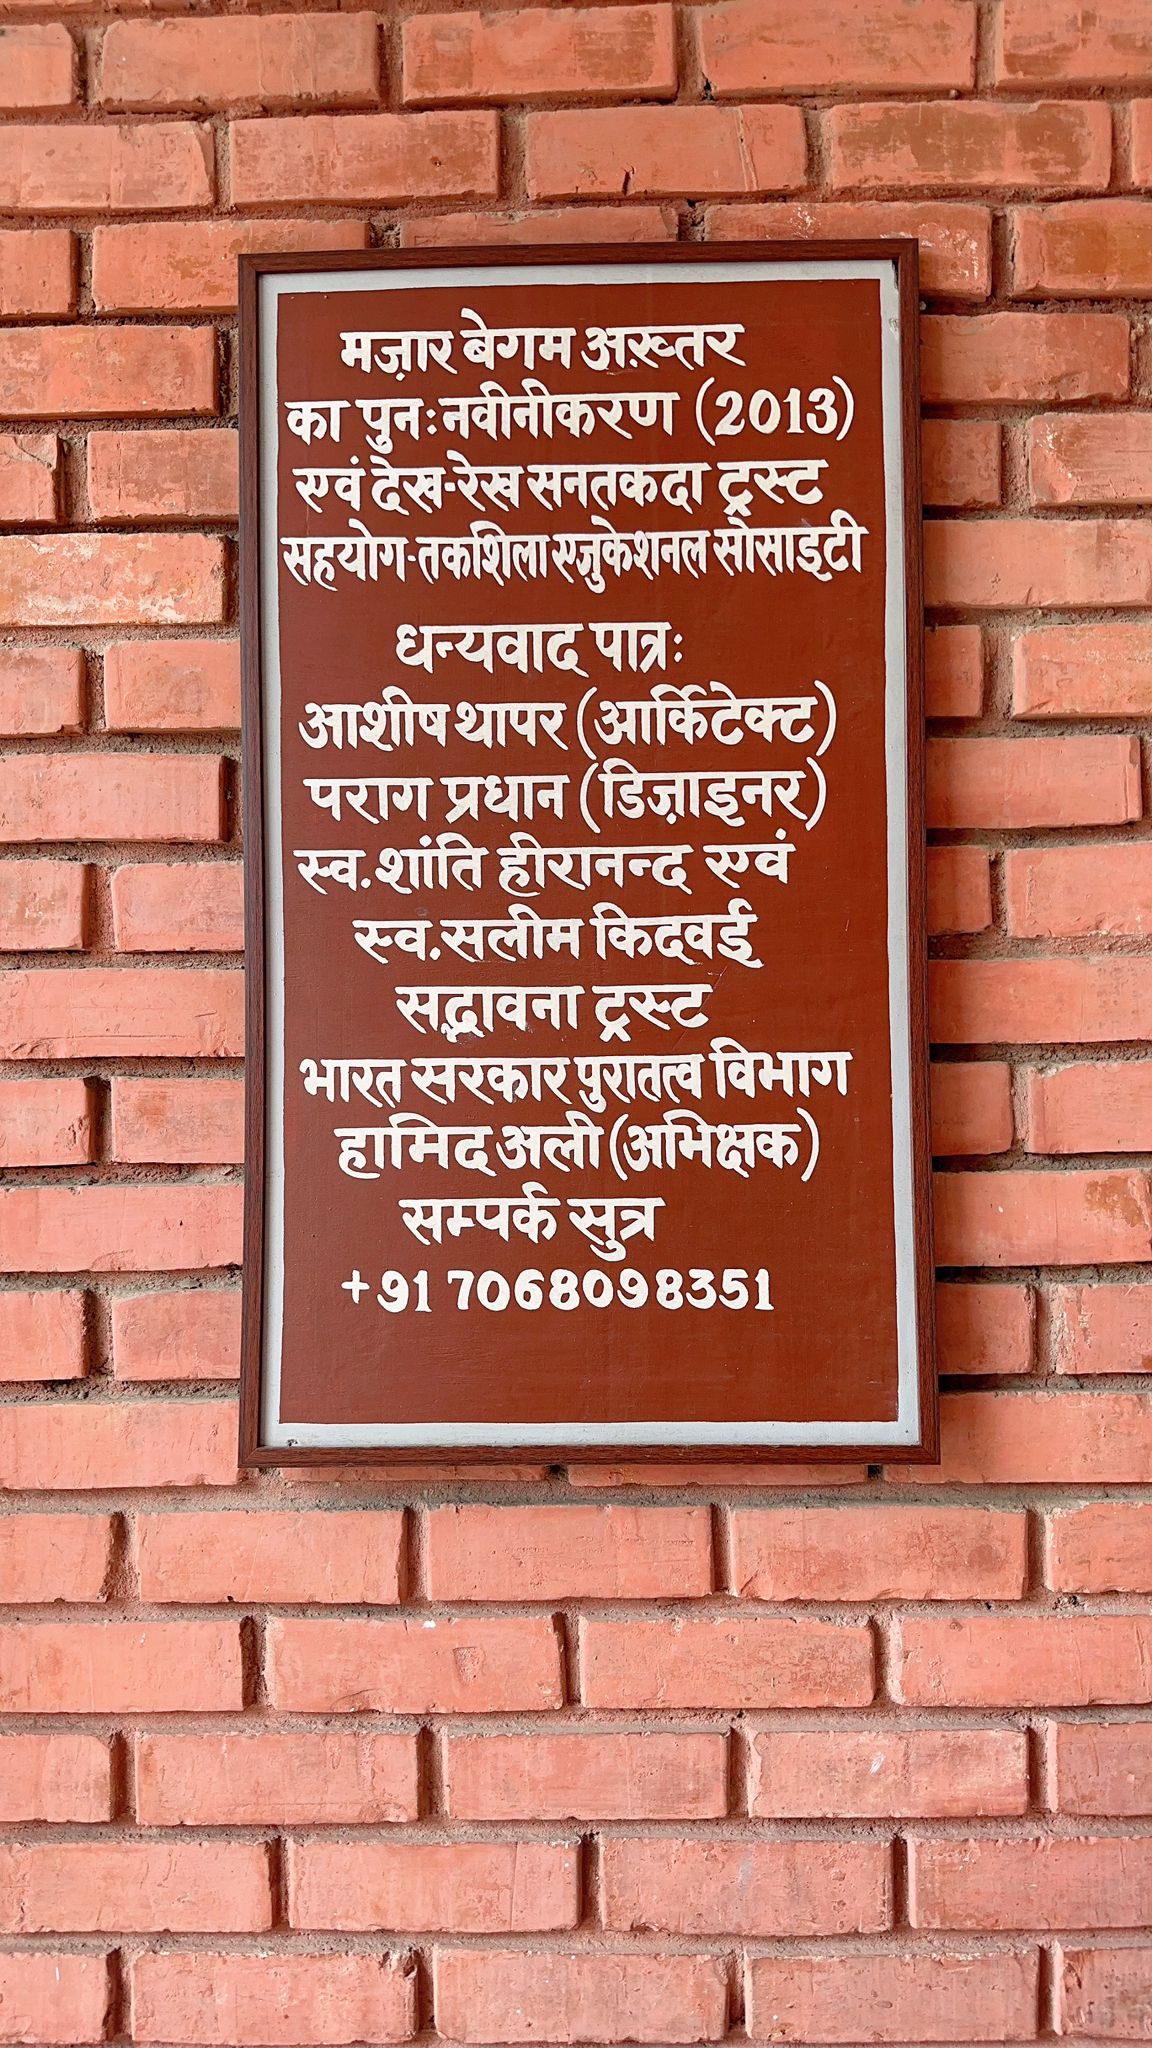 मज़ार बेगम अख़्तर
का पुनःनवीनीकरण (2013)
एवं देख-रेख सनतकदा ट्रस्ट
सहयोग-तकशिला एजुकेशनल सोसाइटी
धन्यवाद पात्रः
आशीष थापर (आर्किटेक्ट)
पराग प्रधान (डिज़ाइनर)
स्व.शांति हीरानन्द एवं
स्व.सलीम किदवई
सद्भावना ट्रस्ट
भारत सरकार पुरातत्व विभाग
हामिद अली (अभिक्षक)
सम्पर्क सुत्र
+91 7068098351